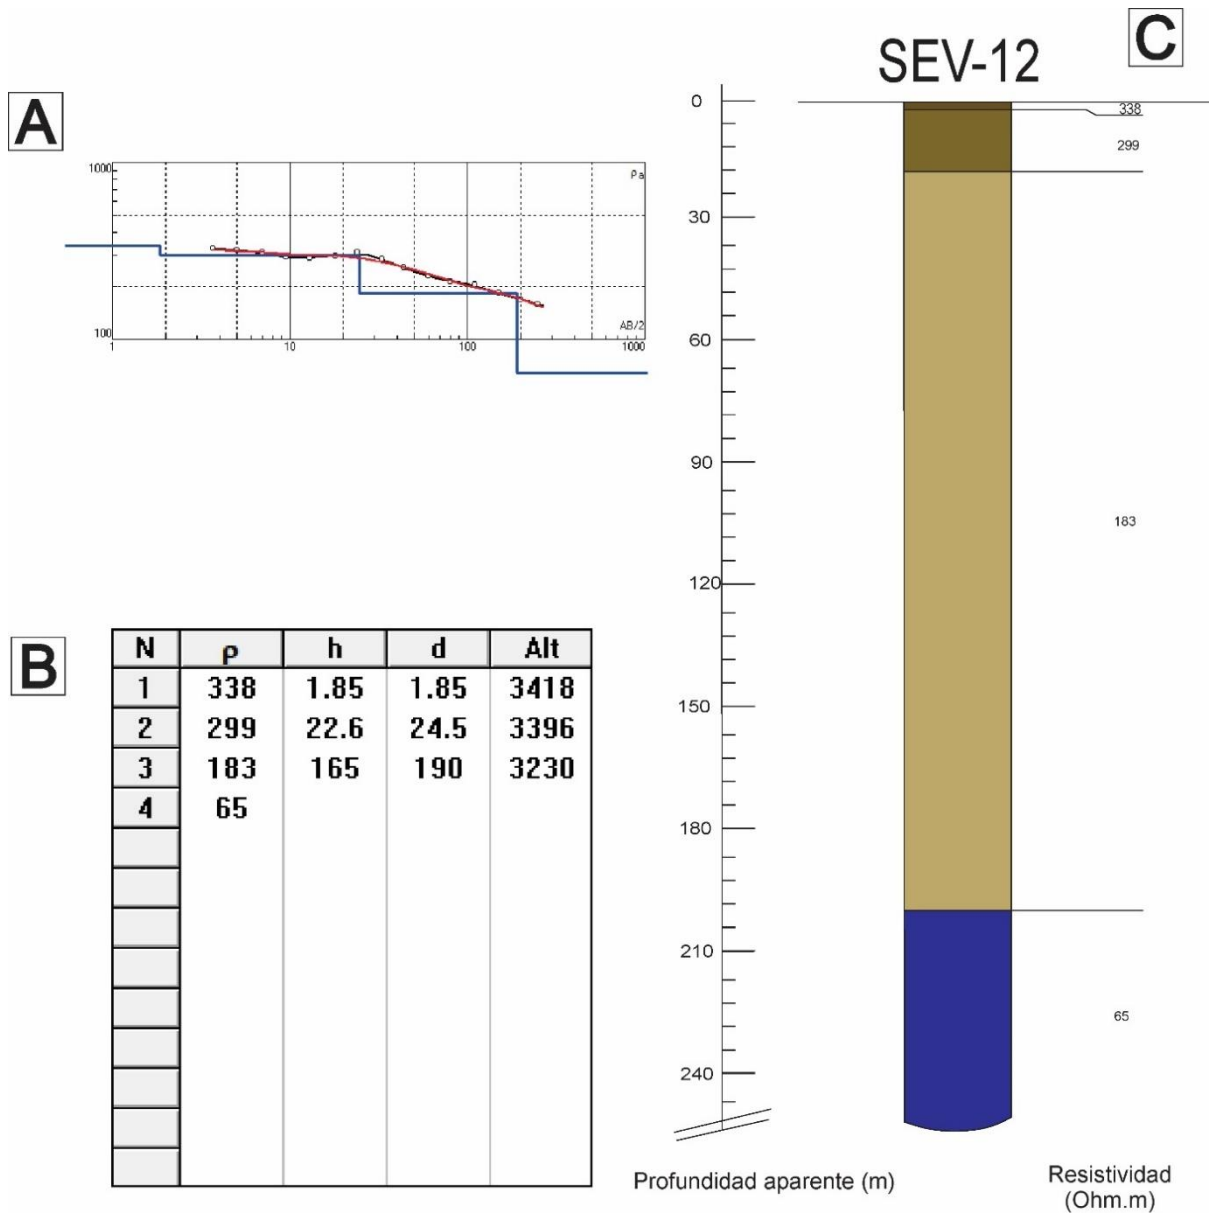 A
1000
ρa
AB/2
100
1
10
100
1000
B
N ρ h d Alt
1 338 1.85 1.85 3418
2 299 22.6 24.5 3396
3 183 165 190 3230
4 65
C
SEV-12
0
30
60
90
120
150
180
210
240
338
299
183
65
Profundidad aparente (m)
Resistividad
(Ohm.m)